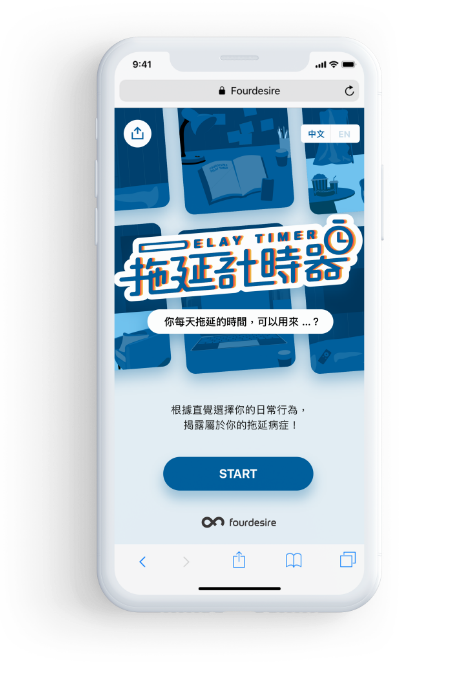 9:41
Fourdesire
中文 EN
ELAY TIMER
拖延計時器
你每天拖延的時間，可以用來 ... ?
根據直覺選擇你的日常行為，
揭露屬於你的拖延病症！
START
fourdesire